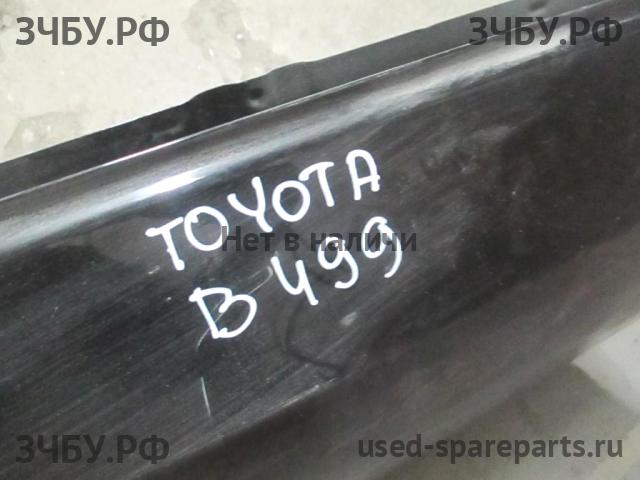 ЗЧБУ.РФ ЗЧБУ.РФ
TOYOTA
Нет в наличи
B 499
ЗЧБУ.РФ used-spareparts.ru